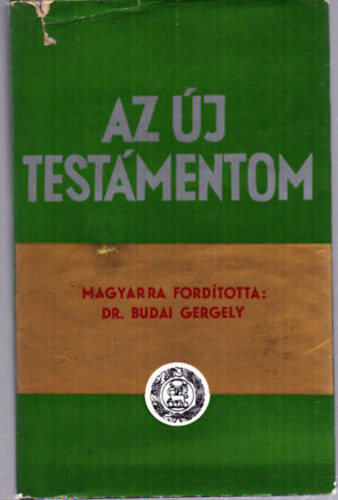 AZ ÚJ
TESTÁMENTOM
MAGYARRA FORDÍTOTTA:
DR. BUDAI GERGELY